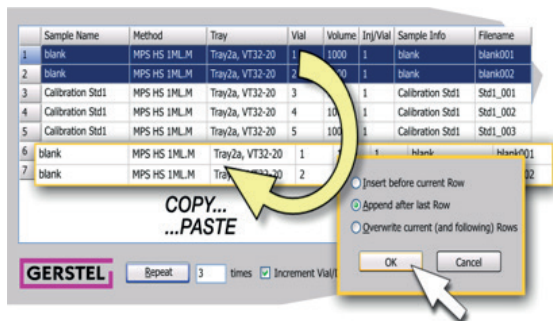 Sample Name Method Tray Vial Volume Inj/Vial Sample Info Filename
1 blank MPS HS 1ML.M Tray2a, VT32-20 1 1000 1 blank blank001
2 blank MPS HS 1ML.M Tray2a, VT32-20 2 1 blank blank002
3 Calibration Std1 MPS HS 1ML.M Tray2a, VT32-20 3 1 Calibration Std1 Std1_001
4 Calibration Std1 MPS HS 1ML.M Tray2a, VT32-20 4 1 Calibration Std1 Std1_002
5 Calibration Std1 MPS HS 1ML.M Tray2a, VT32-20 5 1 Calibration Std1 Std1_003
6 blank MPS HS 1ML.M Tray2a, VT32-20 1 1 blank blank001
7 blank MPS HS 1ML.M VT32-20 2 02
Insert before current Row
Append after last Row
Overwrite current (and following) Rows
OK Cancel
COPY...
...PASTE
GERSTEL Repeat 3 times Increment Vial/